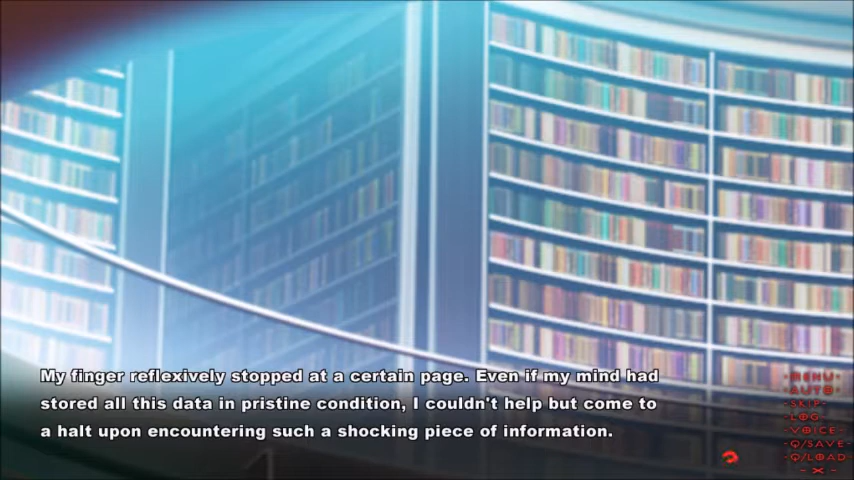 My finger reflexively stopped at a certain page. Even if my mind had
stored all this data in pristine condition, I couldn't help but come to
a halt upon encountering such a shocking piece of information.
MENU
AUTO
SKIP
LOG
VOICE
Q/SAVE
Q/LOAD
X